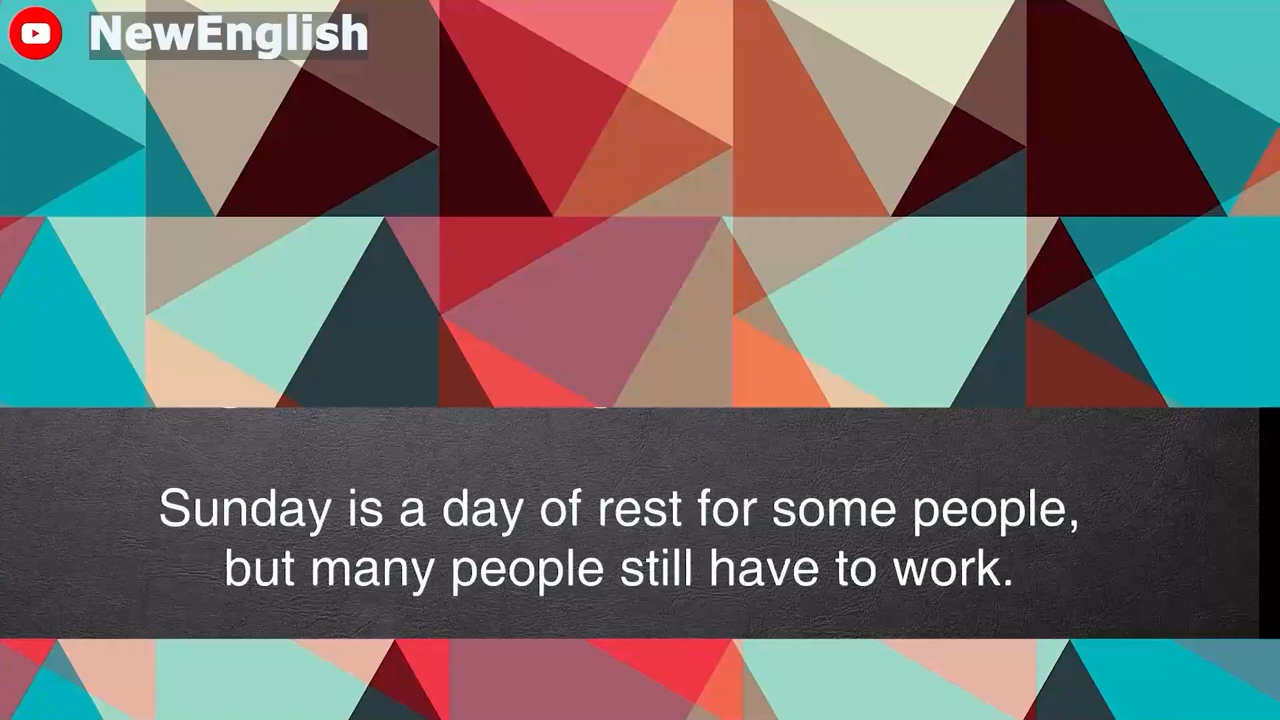 NewEnglish
Sunday is a day of rest for some people,
but many people still have to work.